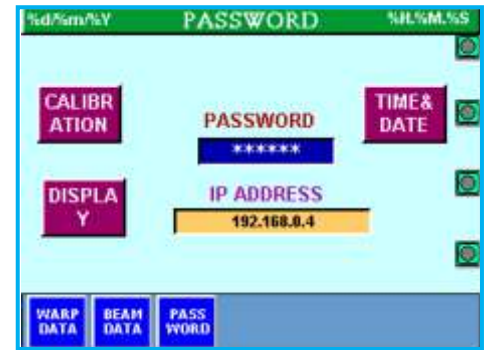 %d/%m/%Y PASSWORD %H.%M.%S
CALIBR
ATION
TIME&
DATE
PASSWORD
******
DISPLA
Y
IP ADDRESS
192.168.0.4
WARP
DATA
BEAM
DATA
PASS
WORD